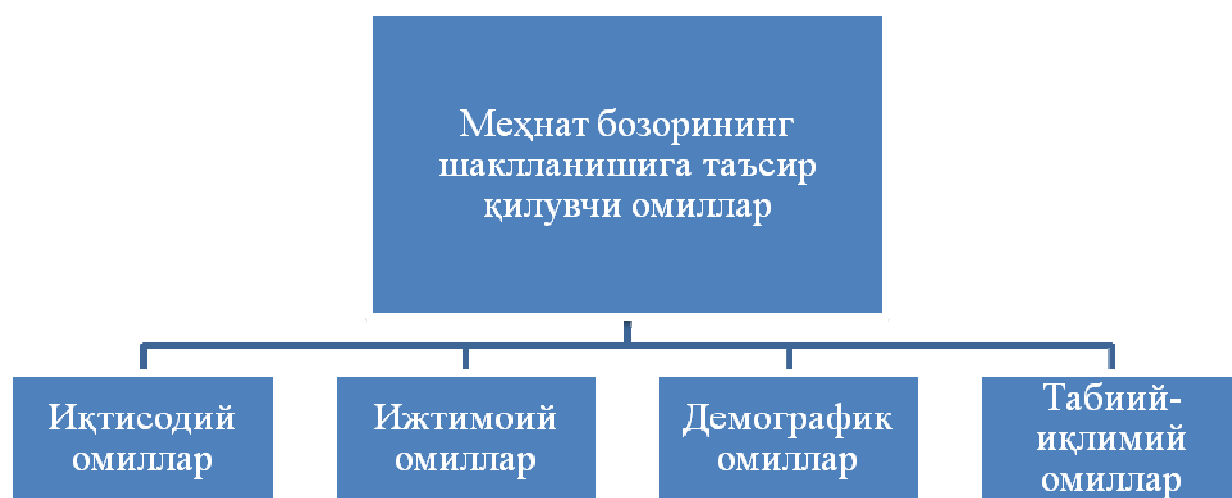 Меҳнат бозорининг
шаклланишига таъсир
қилувчи омиллар
Иқтисодий
омиллар
Ижтимоий
омиллар
Демографик
омиллар
Табиий-
иқлимий
омиллар